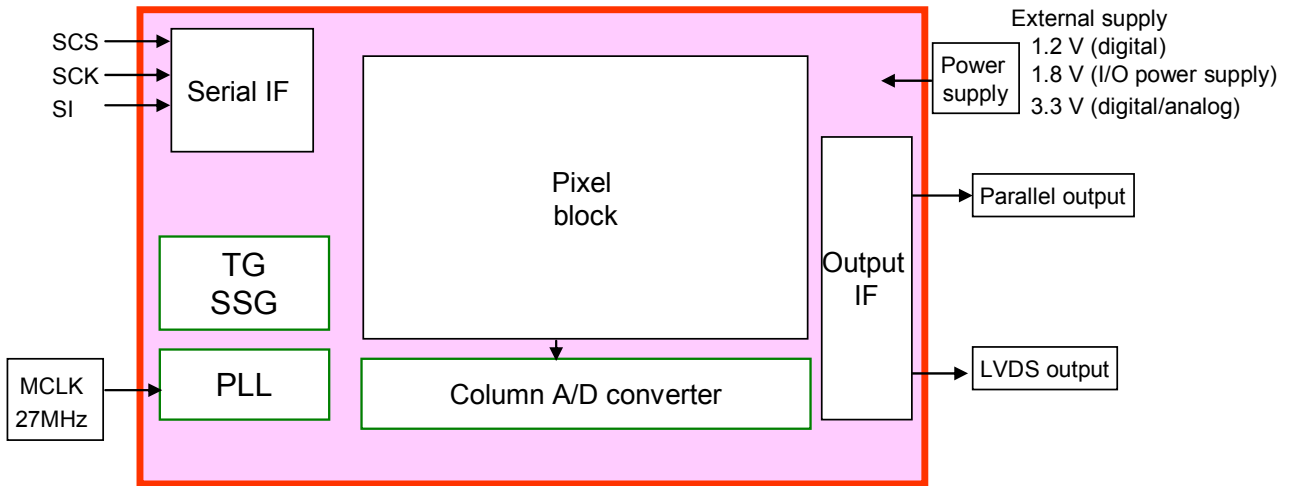 External supply
1.2 V (digital)
1.8 V (I/O power supply)
3.3 V (digital/analog)
Power
supply
SCS
SCK
SI
Serial IF
Pixel
block
TG
SSG
Output
IF
Parallel output
MCLK
27MHz
PLL
Column A/D converter
LVDS output